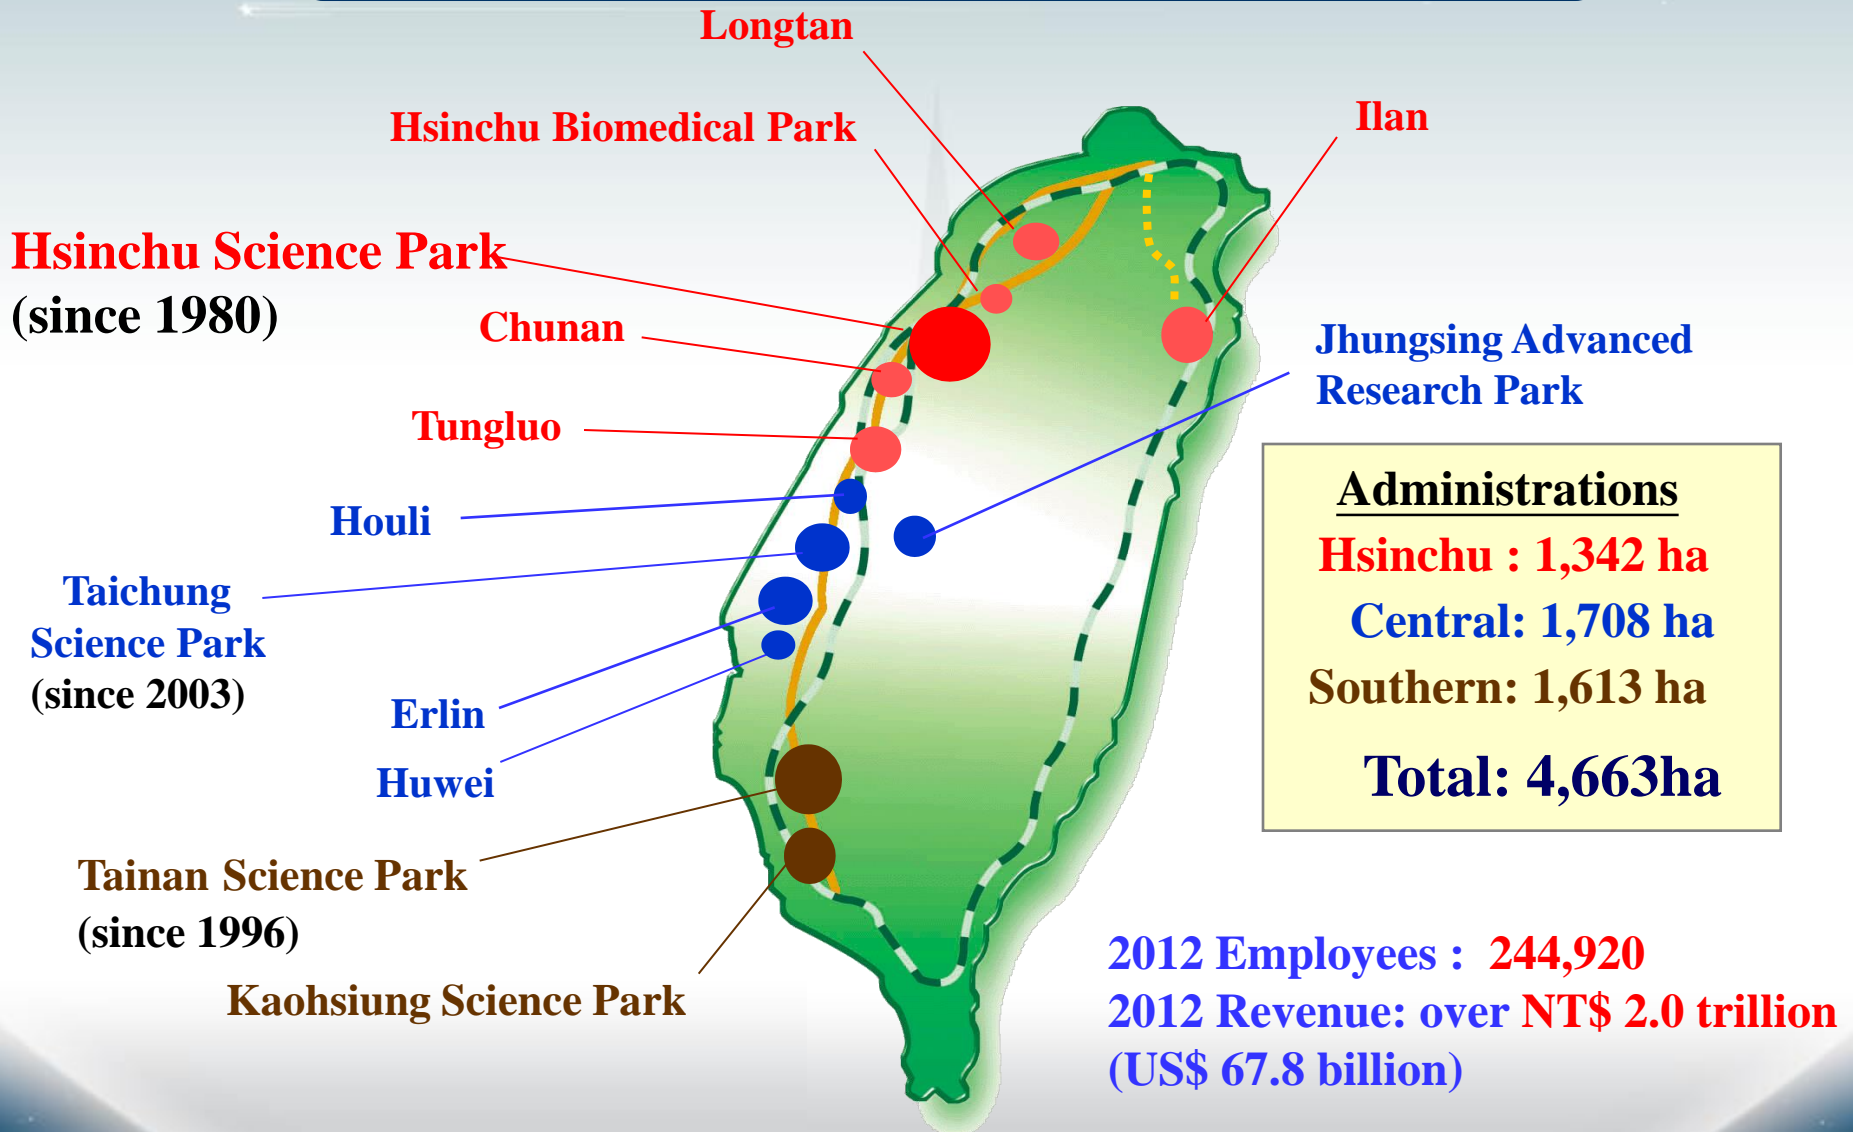 Longtan
Hsinchu Biomedical Park
Ilan
Hsinchu Science Park
(since 1980)
Chunan
Tungluo
Jhungsing Advanced
Research Park
Houli
Taichung
Science Park
(since 2003)
Erlin
Huwei
Tainan Science Park
(since 1996)
Kaohsiung Science Park
Administrations
Hsinchu : 1,342 ha
Central: 1,708 ha
Southern: 1,613 ha
Total: 4,663ha
2012 Employees : 244,920
2012 Revenue: over NT$ 2.0 trillion
(US$ 67.8 billion)